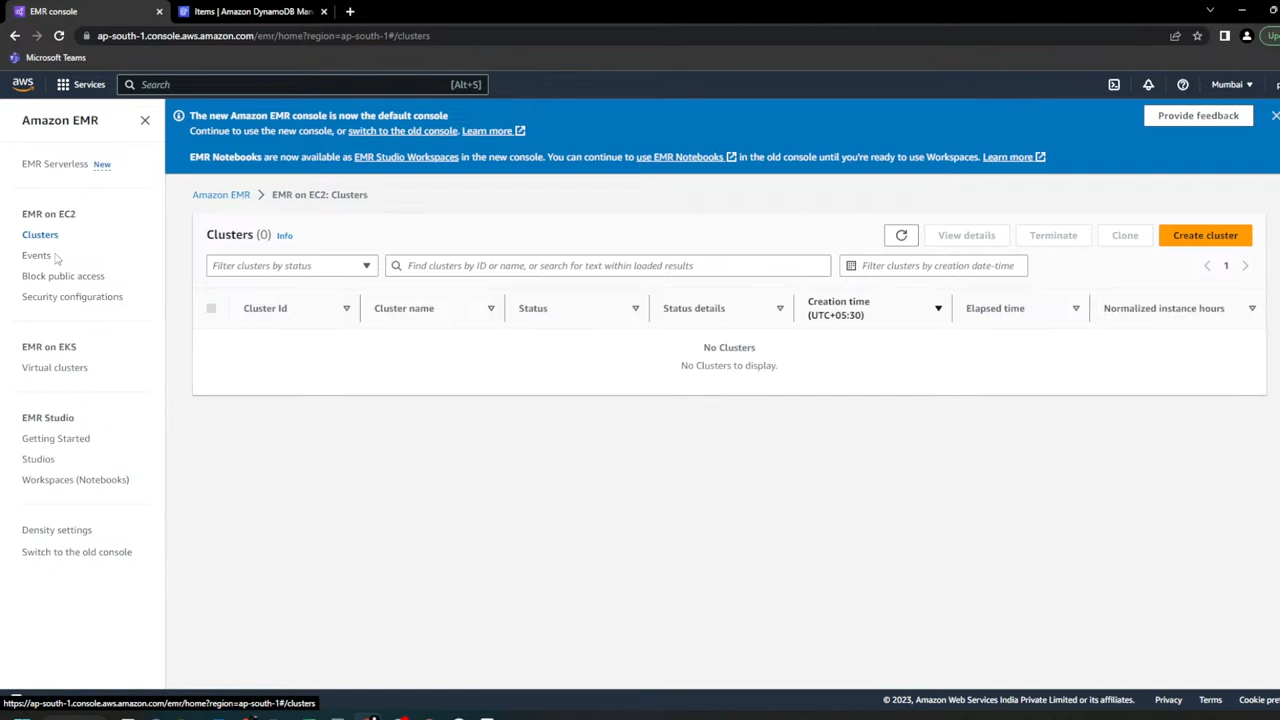 EMR console
Items | Amazon DynamoDB Man
ap-south-1.console.aws.amazon.com/emr/home?region=ap-south-1#/clusters
Microsoft Teams
aws
Services
Search
[Alt+S]
Mumbai
Amazon EMR
EMR Serverless New
EMR on EC2
Clusters
Events
Block public access
Security configurations
EMR on EKS
Virtual clusters
EMR Studio
Getting Started
Studios
Workspaces (Notebooks)
Density settings
Switch to the old console
The new Amazon EMR console is now the default console
Continue to use the new console, or switch to the old console. Learn more
EMR Notebooks are now available as EMR Studio Workspaces in the new console. You can continue to use EMR Notebooks in the old console until you're ready to use Workspaces. Learn more
Provide feedback
Amazon EMR > EMR on EC2: Clusters
Clusters (0) Info
View details
Terminate
Clone
Create cluster
Filter clusters by status
Find clusters by ID or name, or search for text within loaded results
Filter clusters by creation date-time
1
Cluster Id
Cluster name
Status
Status details
Creation time
(UTC+05:30)
Elapsed time
Normalized instance hours
No Clusters
No Clusters to display.
https://ap-south-1.console.aws.amazon.com/emr/home?region=ap-south-1#/clusters
© 2023, Amazon Web Services India Private Limited or its affiliates.
Privacy
Terms
Cookie pre